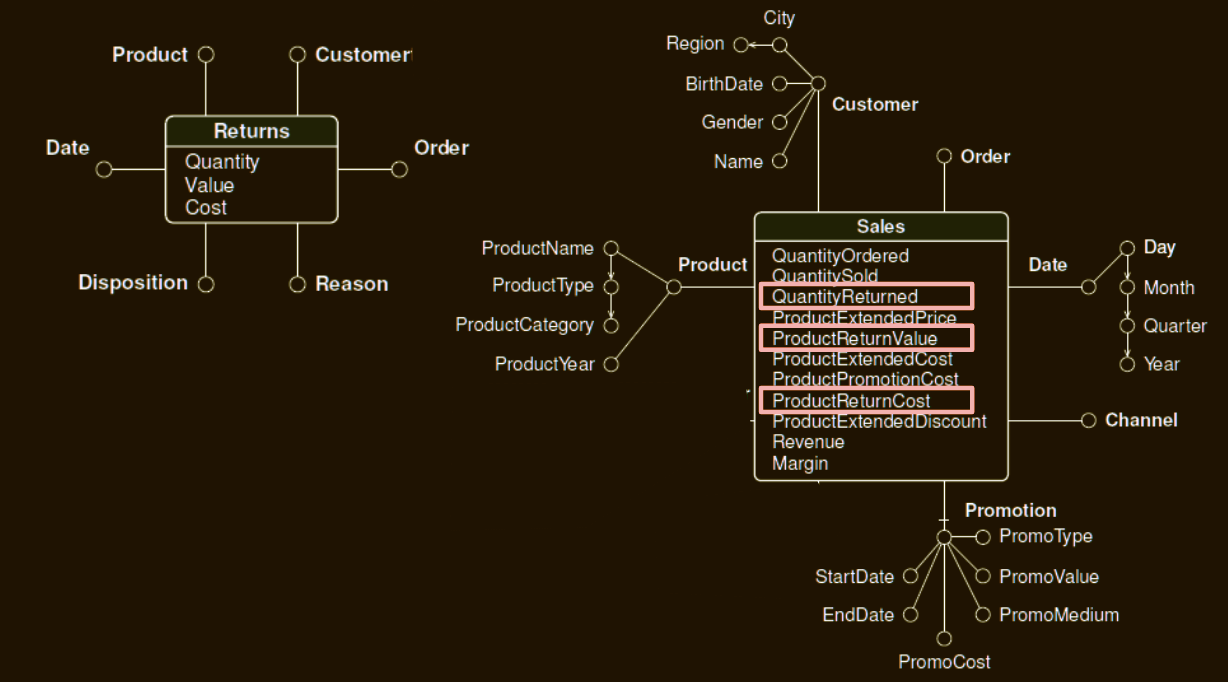 Product
Customer
Date
Returns
Quantity
Value
Cost
Order
Disposition
Reason
City
Region
BirthDate
Gender
Name
Customer
Order
Sales
QuantityOrdered
QuantitySold
QuantityReturned
ProductExtendedPrice
ProductReturnValue
ProductExtendedCost
ProductPromotionCost
ProductReturnCost
ProductExtendedDiscount
Revenue
Margin
ProductName
ProductType
ProductCategory
ProductYear
Product
Date
Day
Month
Quarter
Year
Channel
Promotion
PromoType
StartDate
PromoValue
EndDate
PromoMedium
PromoCost